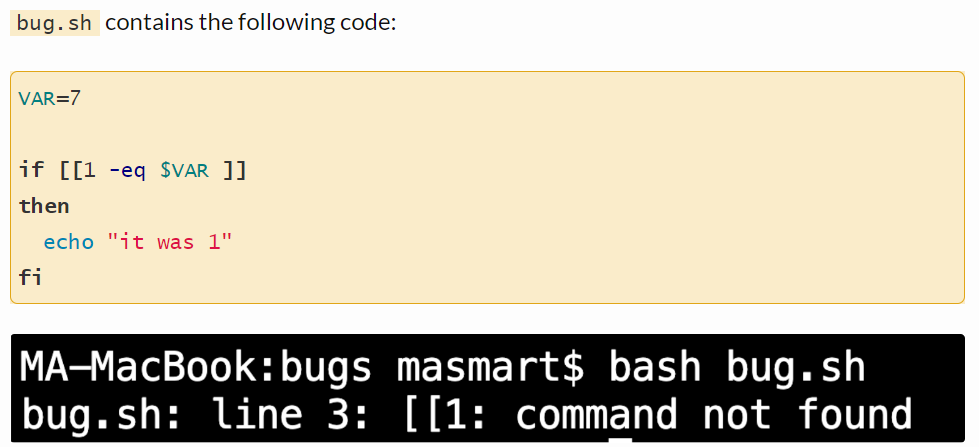 bug.sh contains the following code:
VAR=7
if [[1 -eq $VAR ]]
then
  echo "it was 1"
fi
MA-MacBook:bugs masmart$ bash bug.sh
bug.sh: line 3: [[1: command not found